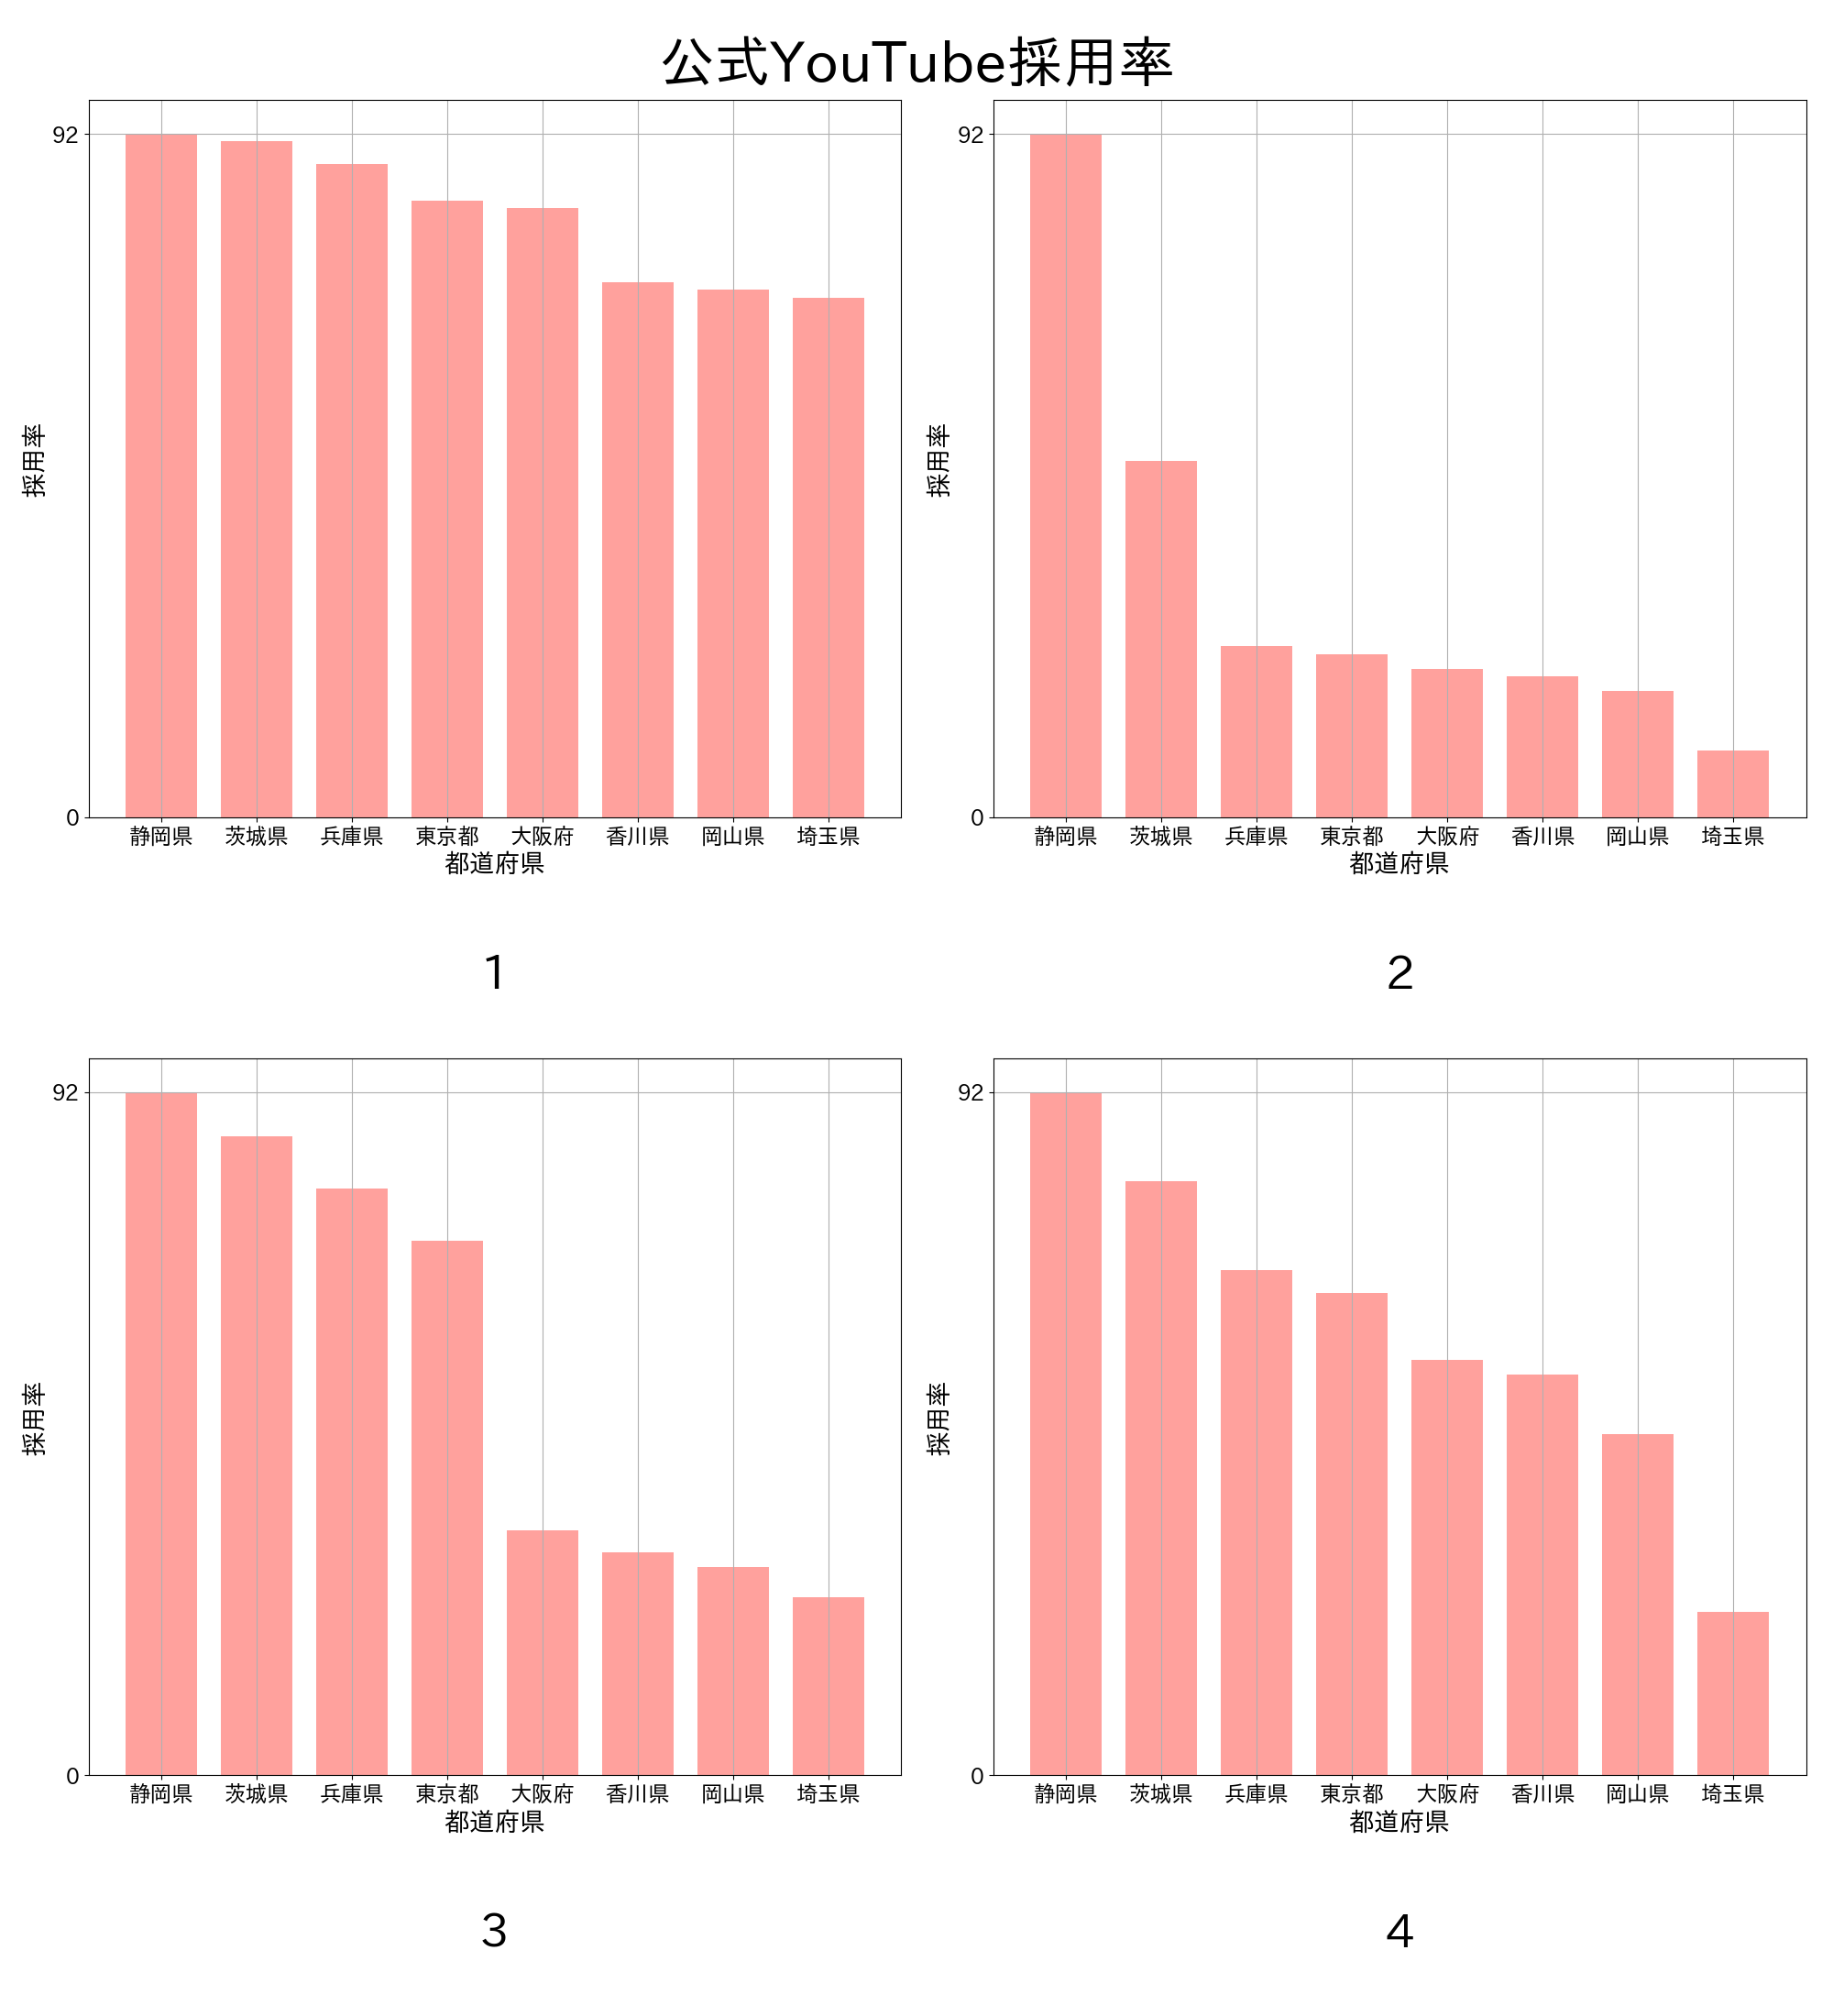 公式YouTube採用率
92
0
採用率
静岡県 茨城県 兵庫県 東京都 大阪府 香川県 岡山県 埼玉県
都道府県
1
92
0
採用率
静岡県 茨城県 兵庫県 東京都 大阪府 香川県 岡山県 埼玉県
都道府県
2
92
0
採用率
静岡県 茨城県 兵庫県 東京都 大阪府 香川県 岡山県 埼玉県
都道府県
3
92
0
採用率
静岡県 茨城県 兵庫県 東京都 大阪府 香川県 岡山県 埼玉県
都道府県
4